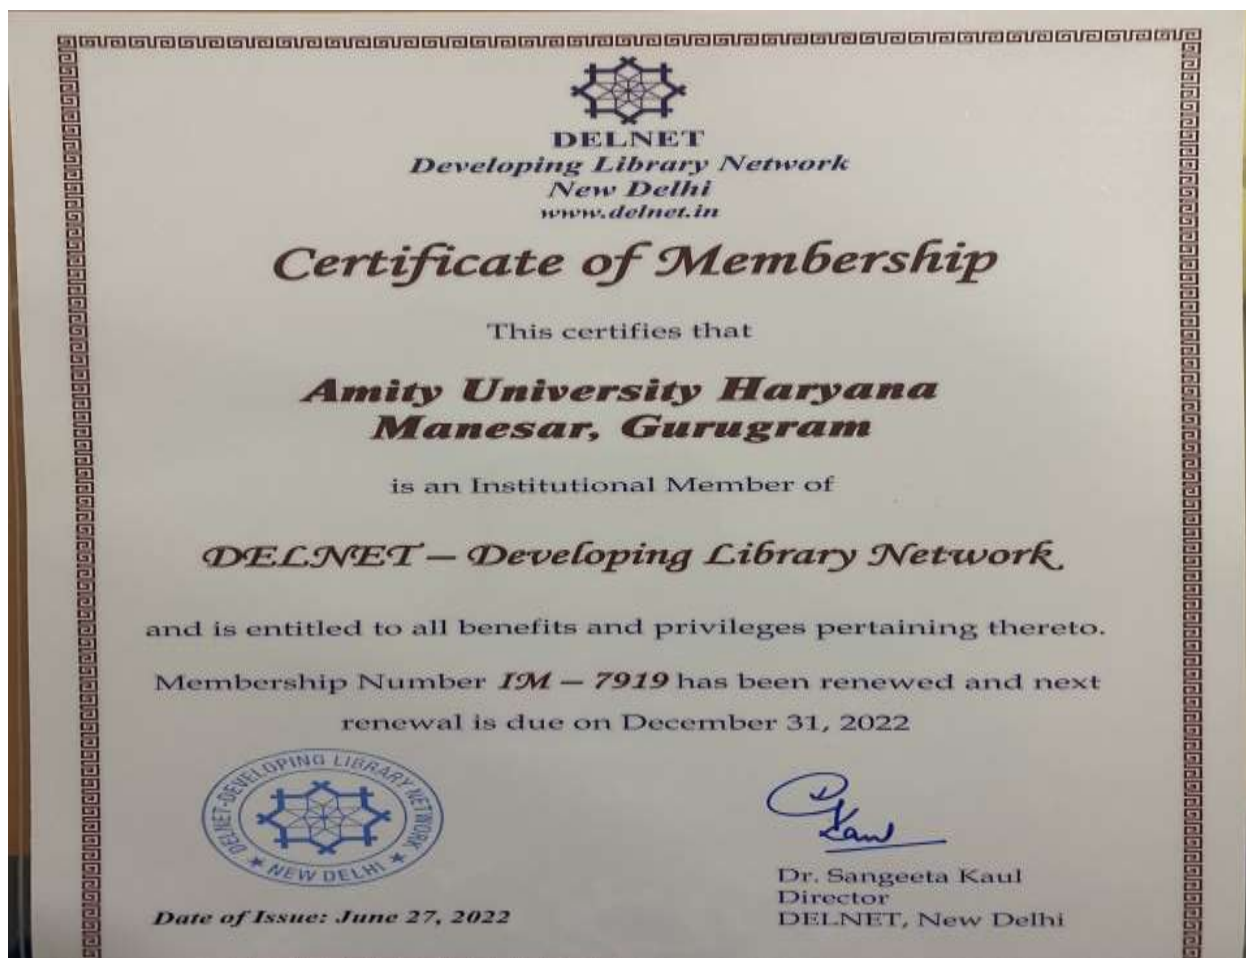 DELNET
Developing Library Network
New Delhi
www.delnet.in
Certificate of Membership
This certifies that
Amity University Haryana
Manesar, Gurugram
is an Institutional Member of
DELNET – Developing Library Network
and is entitled to all benefits and privileges pertaining thereto.
Membership Number IM – 7919 has been renewed and next
renewal is due on December 31, 2022
DELNET-DEVELOPING LIBRARY NETWORK
★ NEW DELHI ★
Kaul
Dr. Sangeeta Kaul
Director
DELNET, New Delhi
Date of Issue: June 27, 2022